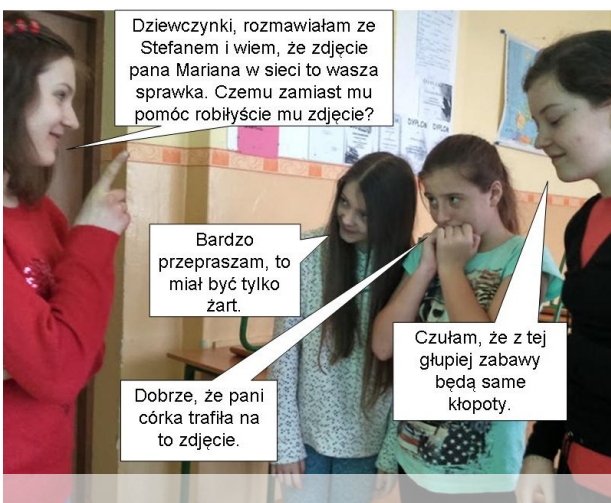 Dziewczynki, rozmawiałam ze
Stefanem i wiem, że zdjęcie
pana Mariana w sieci to wasza
sprawka. Czemu zamiast mu
pomóc robiłyście mu zdjęcie?
DYPLOM
DYPLOM
Bardzo
przepraszam, to
miał być tylko
żart.
Czułam, że z tej
głupiej zabawy
będą same
kłopoty.
Dobrze, że pani
córka trafiła na
to zdjęcie.